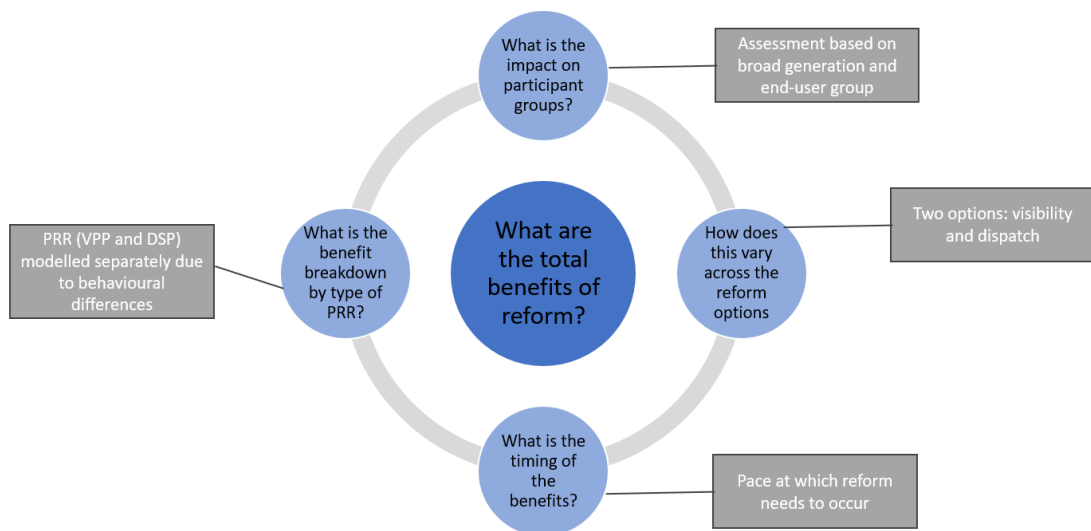 What is the
impact on
participant
groups?
Assessment based on
broad generation and
end-user group
What is the
benefit
breakdown
by type of
PRR?
PRR (VPP and DSP)
modelled separately due
to behavioural
differences
What are
the total
benefits of
reform?
How does
this vary
across the
reform
options
Two options: visibility
and dispatch
What is the
timing of
the
benefits?
Pace at which reform
needs to occur